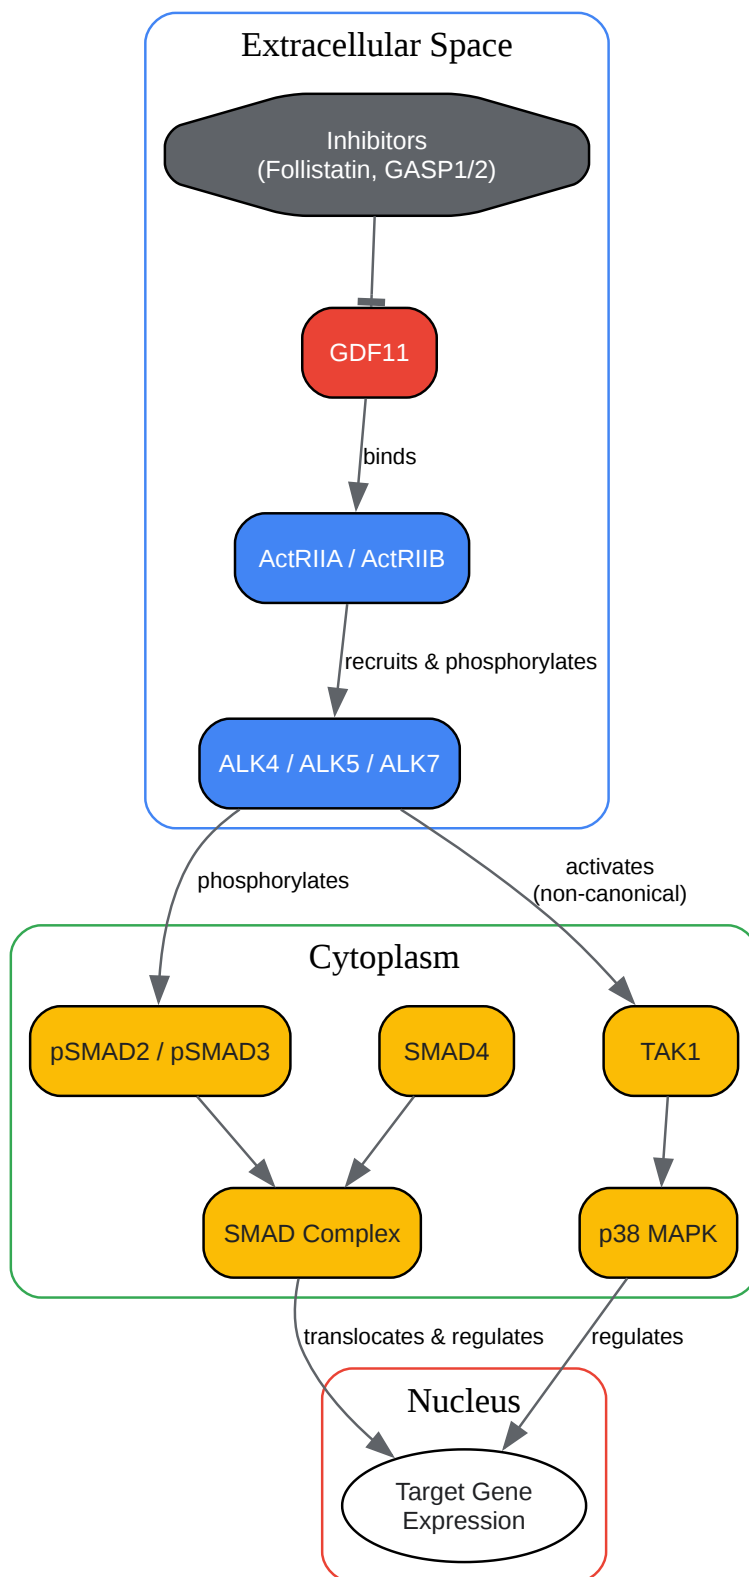 Extracellular Space
Inhibitors
(Follistatin, GASP1/2)
GDF11
binds
ActRIIA / ActRIIB
recruits & phosphorylates
ALK4 / ALK5 / ALK7
phosphorylates
activates
(non-canonical)
Cytoplasm
pSMAD2 / pSMAD3
SMAD4
TAK1
SMAD Complex
p38 MAPK
translocates & regulates
regulates
Nucleus
Target Gene
Expression